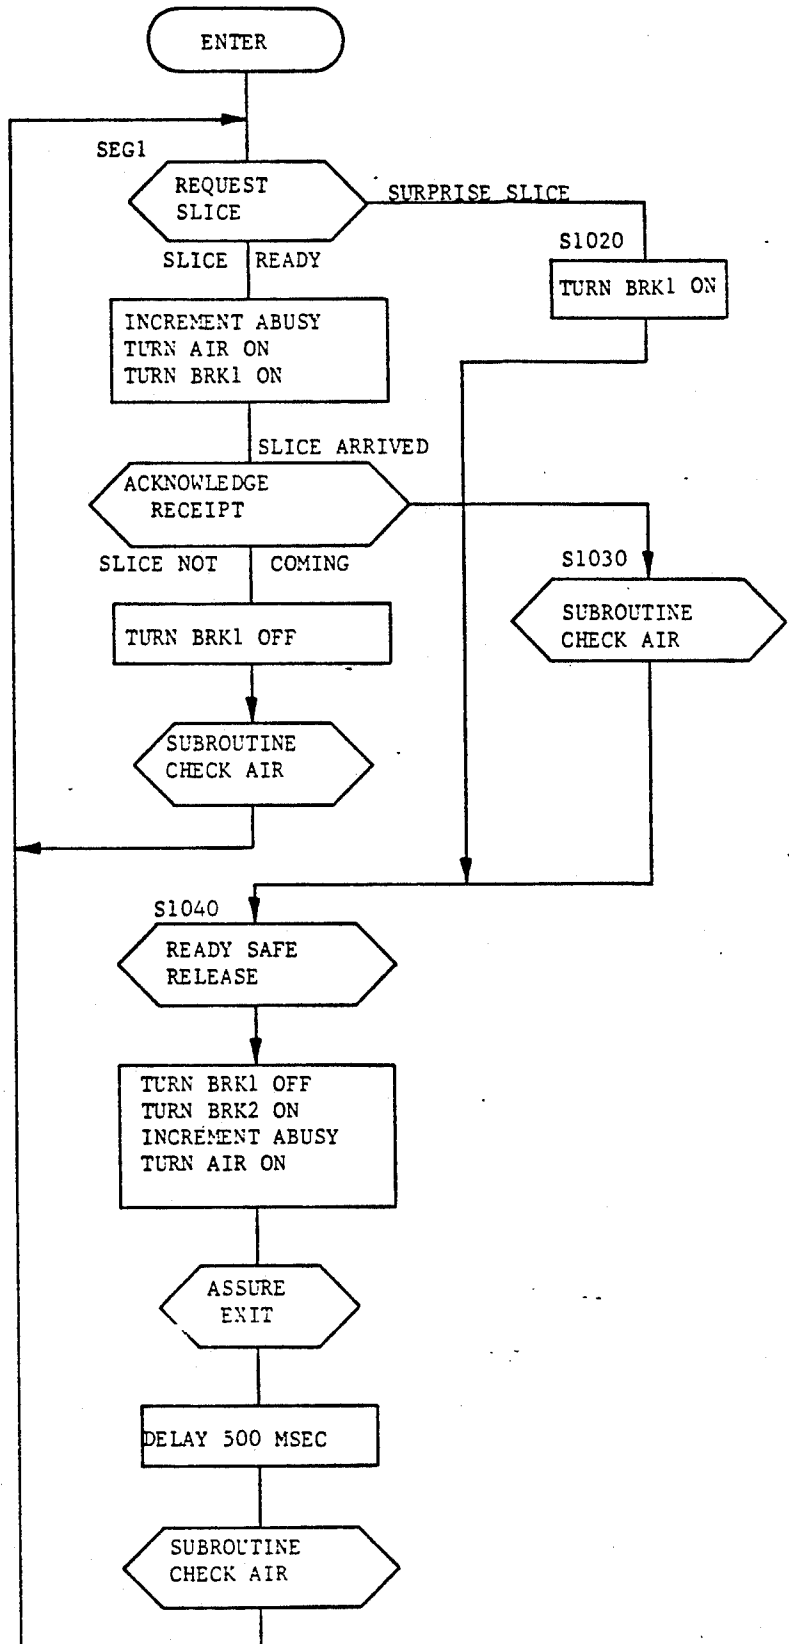 ENTER
SEG1
REQUEST
SLICE
SURPRISE SLICE
S1020
TURN BRK1 ON
SLICE READY
INCREMENT ABUSY
TURN AIR ON
TURN BRK1 ON
SLICE ARRIVED
ACKNOWLEDGE
RECEIPT
SLICE NOT COMING
S1030
SUBROUTINE
CHECK AIR
TURN BRK1 OFF
SUBROUTINE
CHECK AIR
S1040
READY SAFE
RELEASE
TURN BRK1 OFF
TURN BRK2 ON
INCREMENT ABUSY
TURN AIR ON
ASSURE
EXIT
DELAY 500 MSEC
SUBROUTINE
CHECK AIR